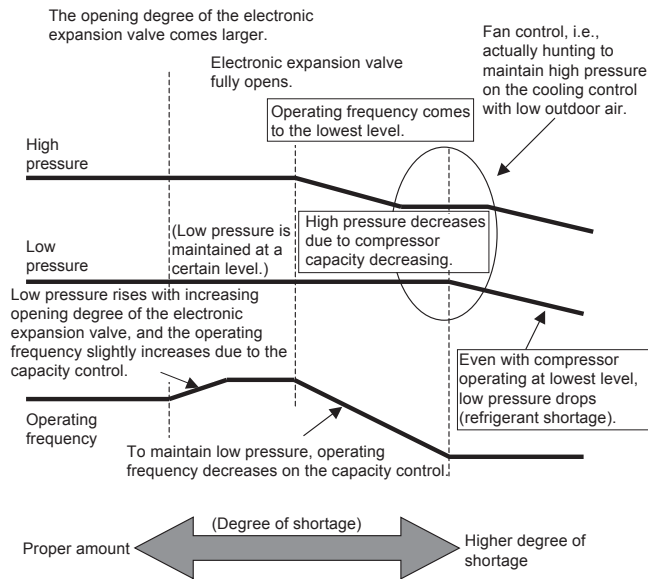 The opening degree of the electronic
expansion valve comes larger.
Electronic expansion valve
fully opens.
Fan control, i.e.,
actually hunting to
maintain high pressure
on the cooling control
with low outdoor air.
Operating frequency comes
to the lowest level.
High
pressure
(Low pressure is
maintained at a
certain level.)
High pressure decreases
due to compressor
capacity decreasing.
Low
pressure
Low pressure rises with increasing
opening degree of the electronic
expansion valve, and the operating
frequency slightly increases due to the
capacity control.
Even with compressor
operating at lowest level,
low pressure drops
(refrigerant shortage).
Operating
frequency
To maintain low pressure, operating
frequency decreases on the capacity control.
(Degree of shortage)
Proper amount
Higher degree of
shortage